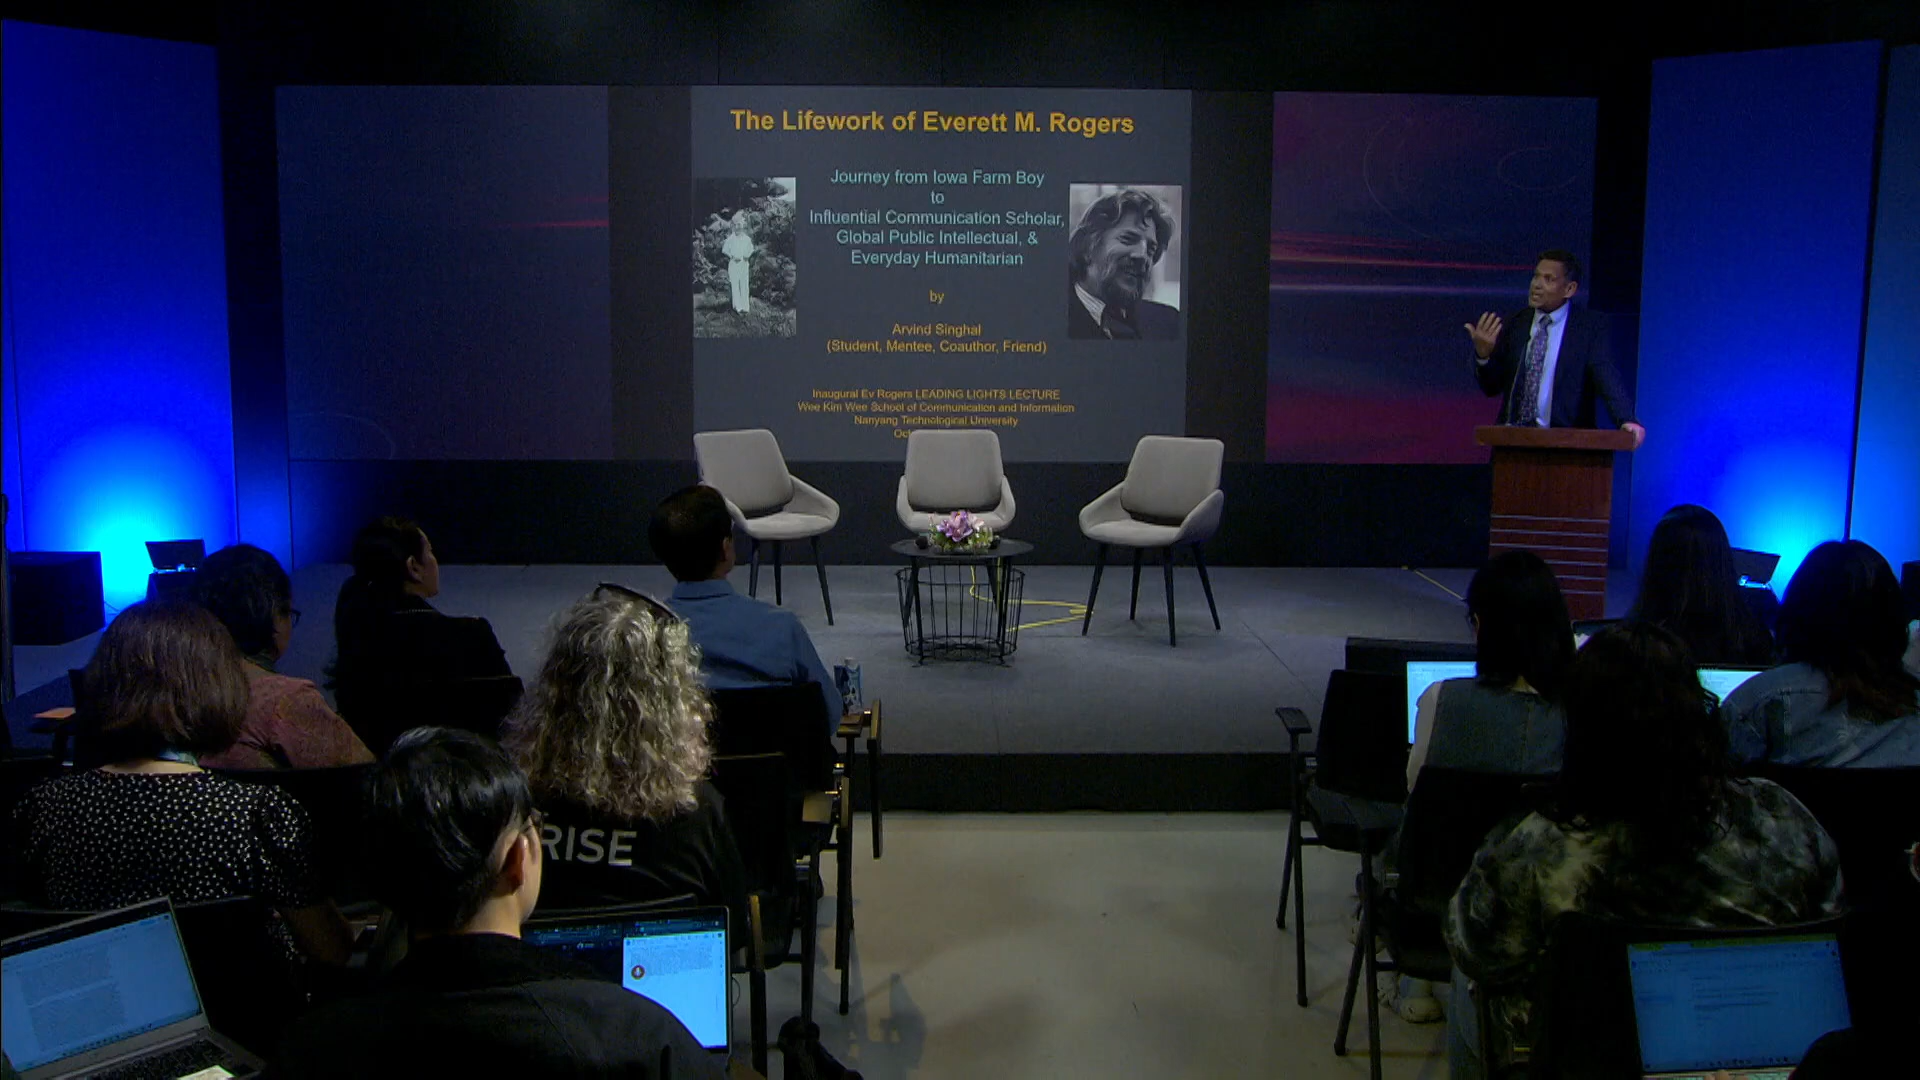 The Lifework of Everett M. Rogers
Journey from Iowa Farm Boy
to
Influential Communication Scholar,
Global Public Intellectual, &
Everyday Humanitarian
by
Arvind Singhal
(Student, Mentee, Coauthor, Friend)
Inaugural Ev Rogers LEADING LIGHTS LECTURE
Wee Kim Wee School of Communication and Information
Nanyang Technological University
RISE